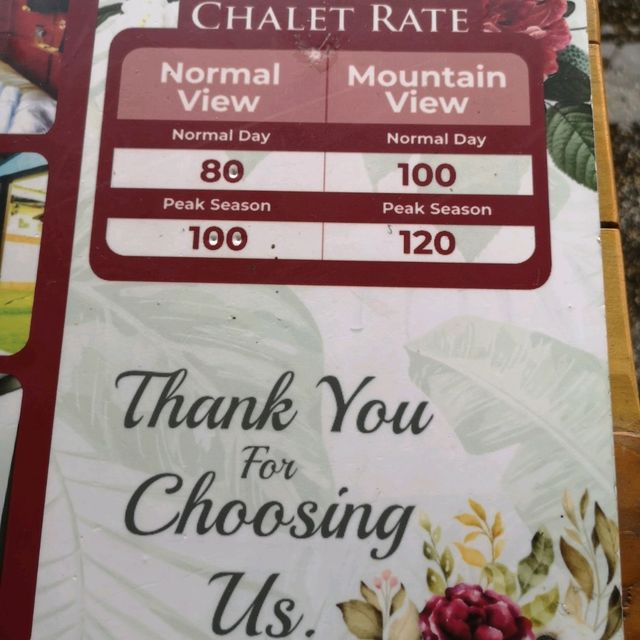 CHALET RATE
Normal View
Mountain View
Normal Day
Normal Day
80
100
Peak Season
Peak Season
100
120
Thank You
For
Choosing
Us.